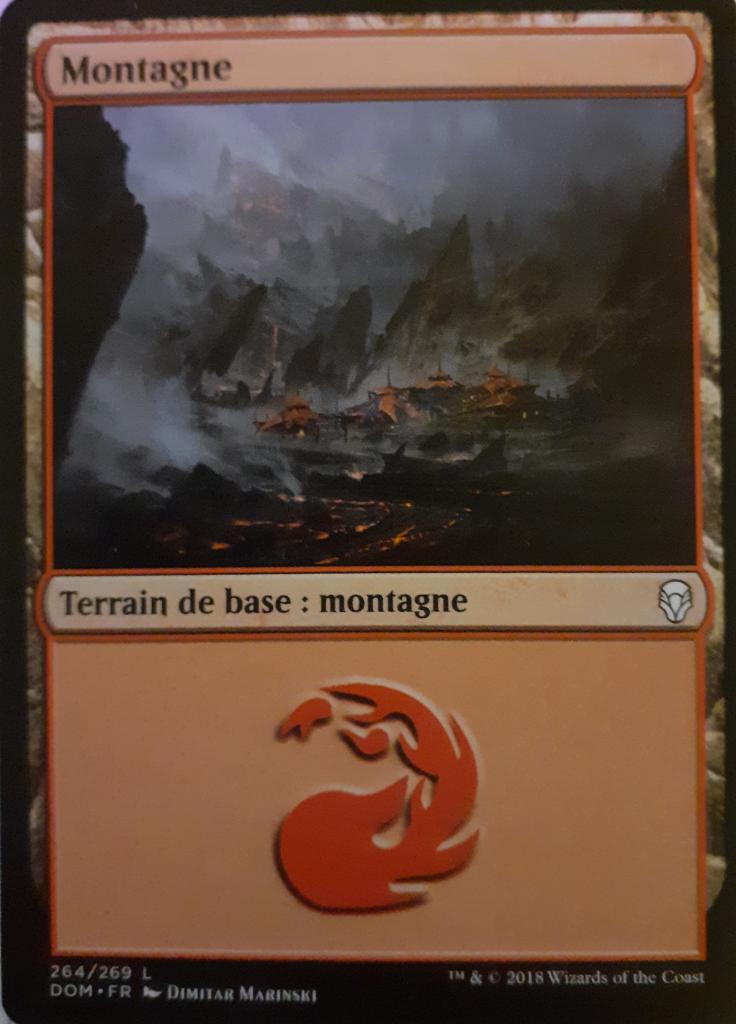 Montagne
Terrain de base : montagne
264/269 L
™ & © 2018 Wizards of the Coast
DOM • FR Dimitar Marinski